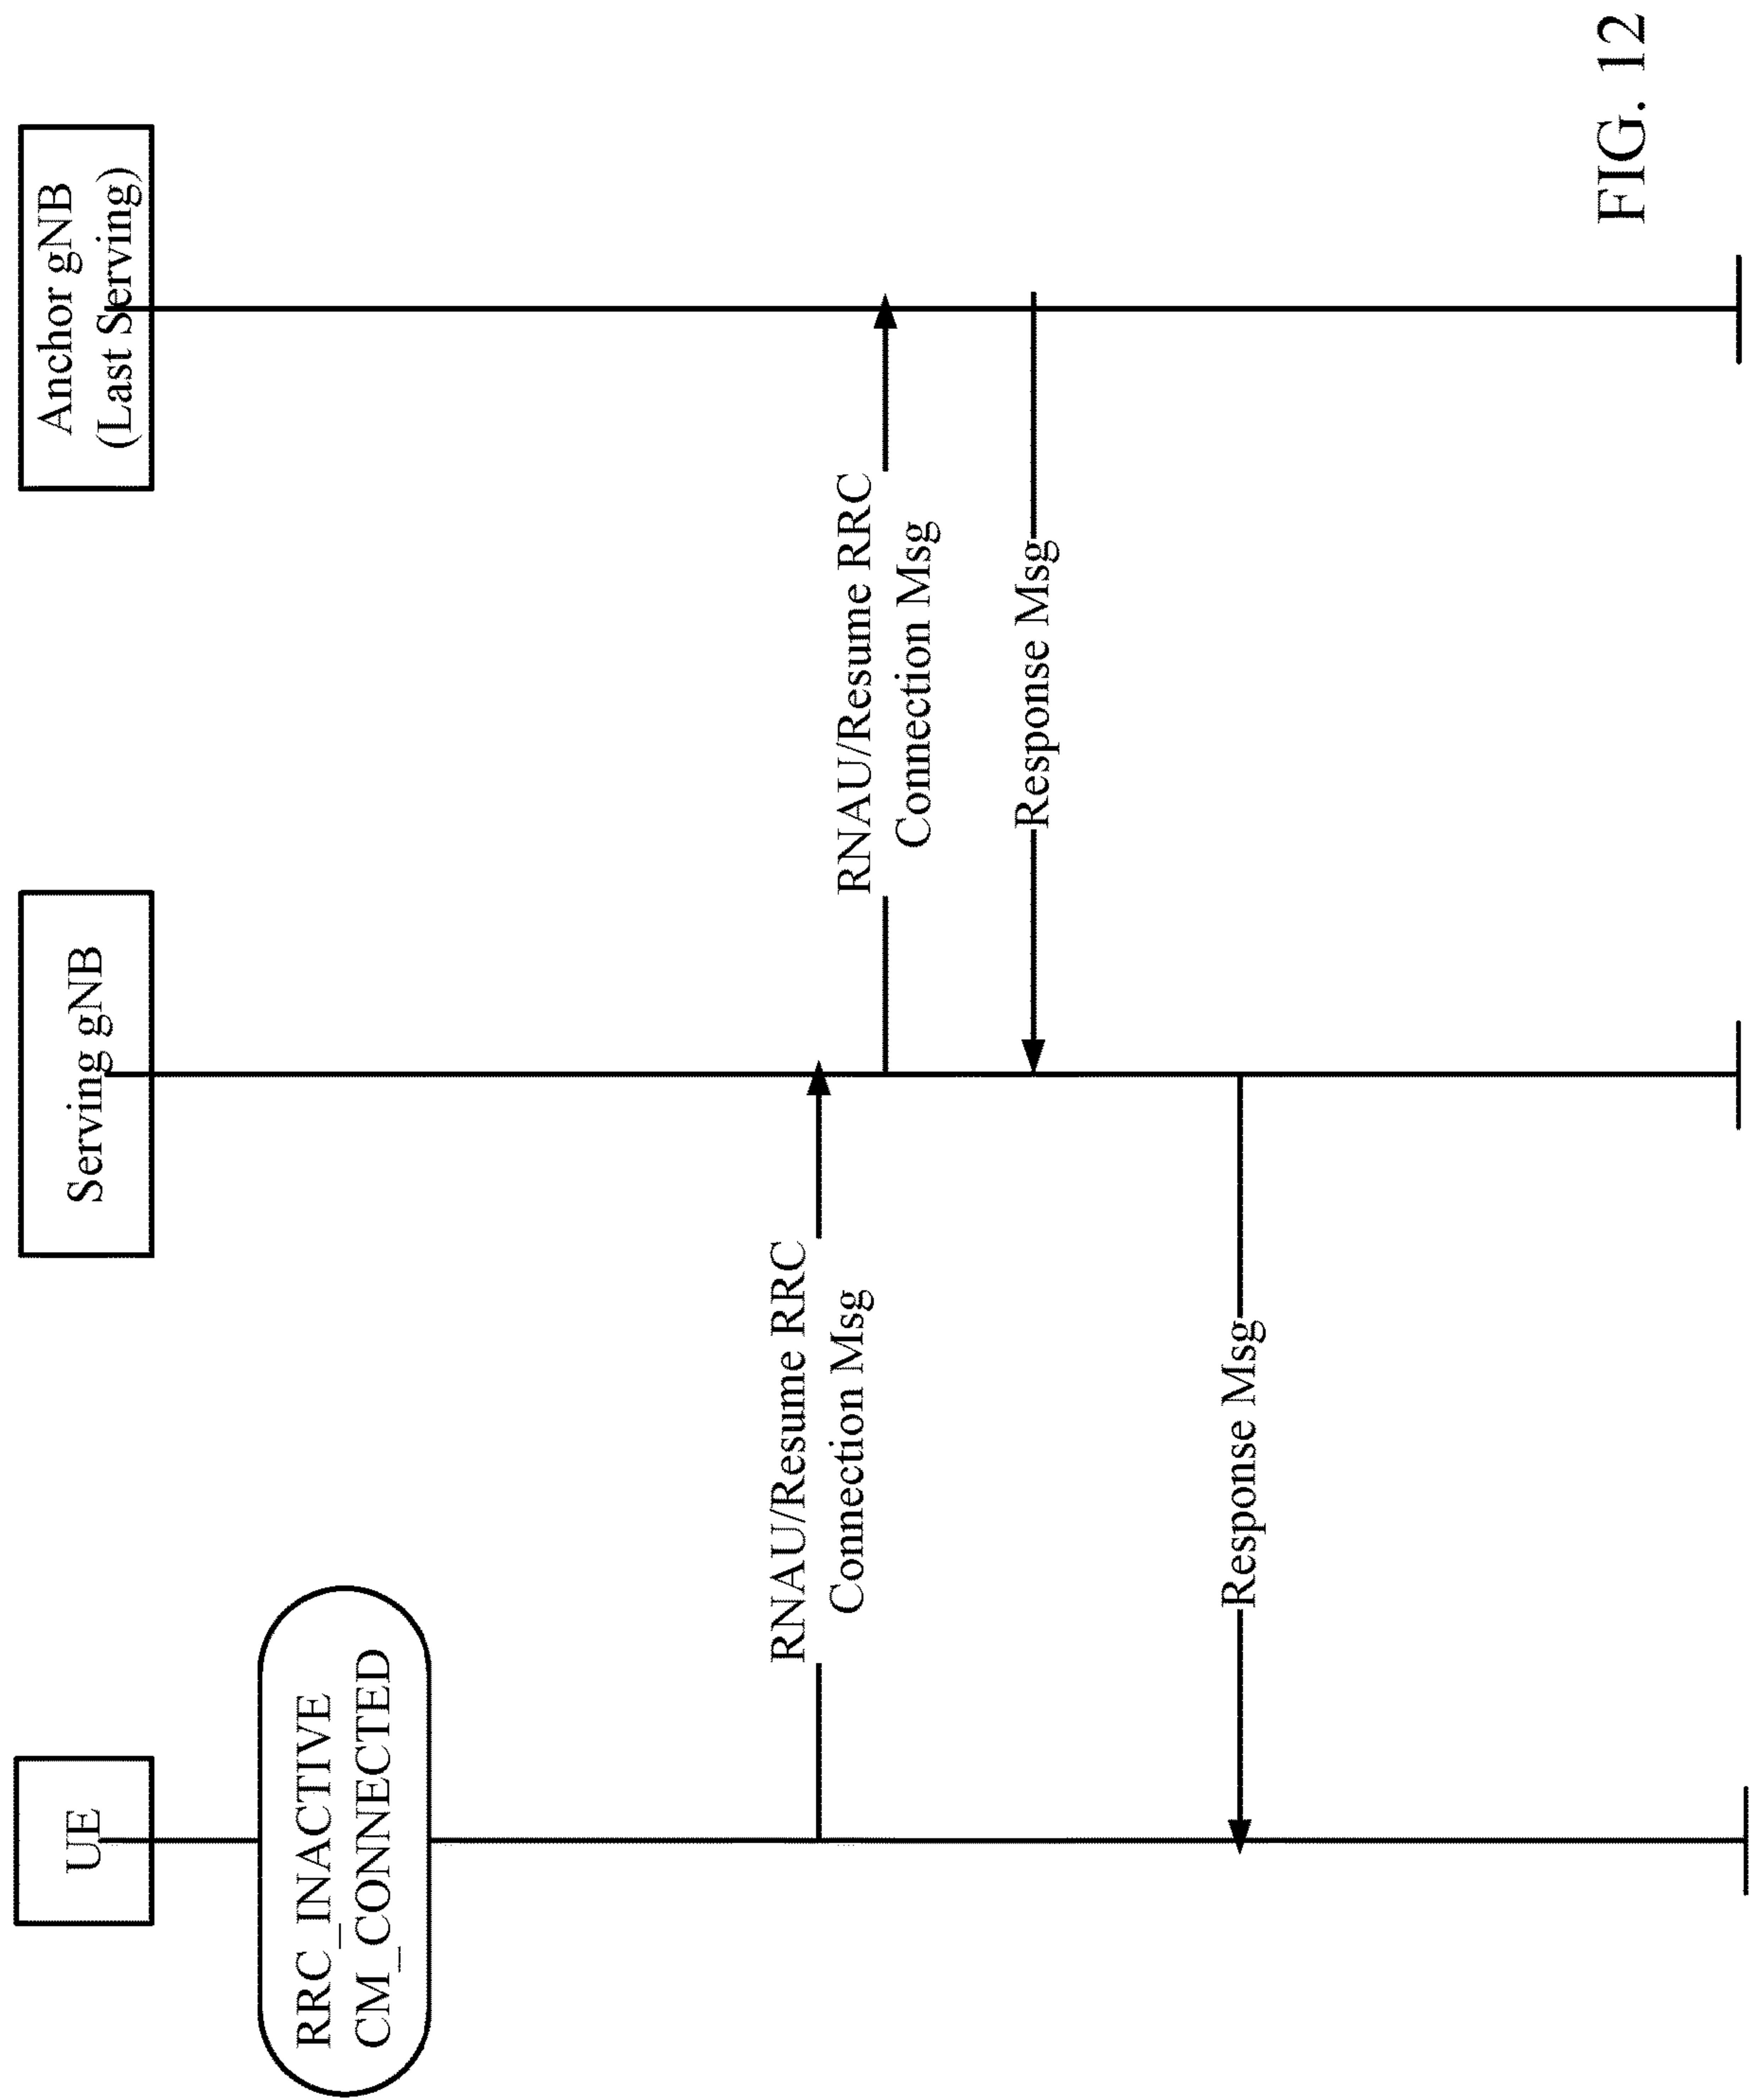 UE
Serving gNB
Anchor gNB
(Last Serving)
RRC_INACTIVE
CM_CONNECTED
RNAU/Resume RRC
Connection Msg
RNAU/Resume RRC
Connection Msg
Response Msg
Response Msg
FIG. 12